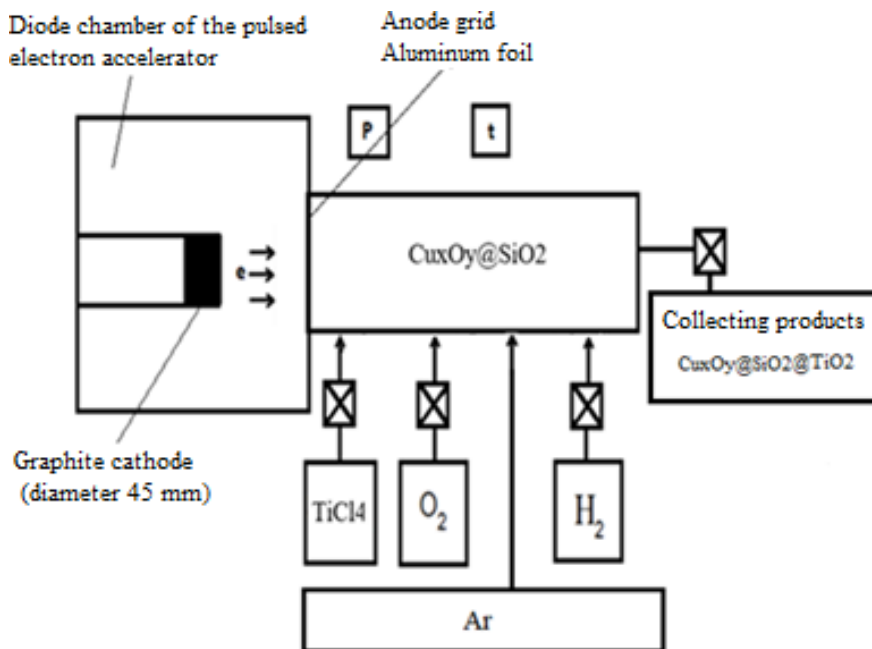 Diode chamber of the pulsed
electron accelerator
Anode grid
Aluminum foil
P
t
CuxOy@SiO2
e
Collecting products
CuxOy@SiO2@TiO2
Graphite cathode
(diameter 45 mm)
TiCl4
O₂
H₂
Ar